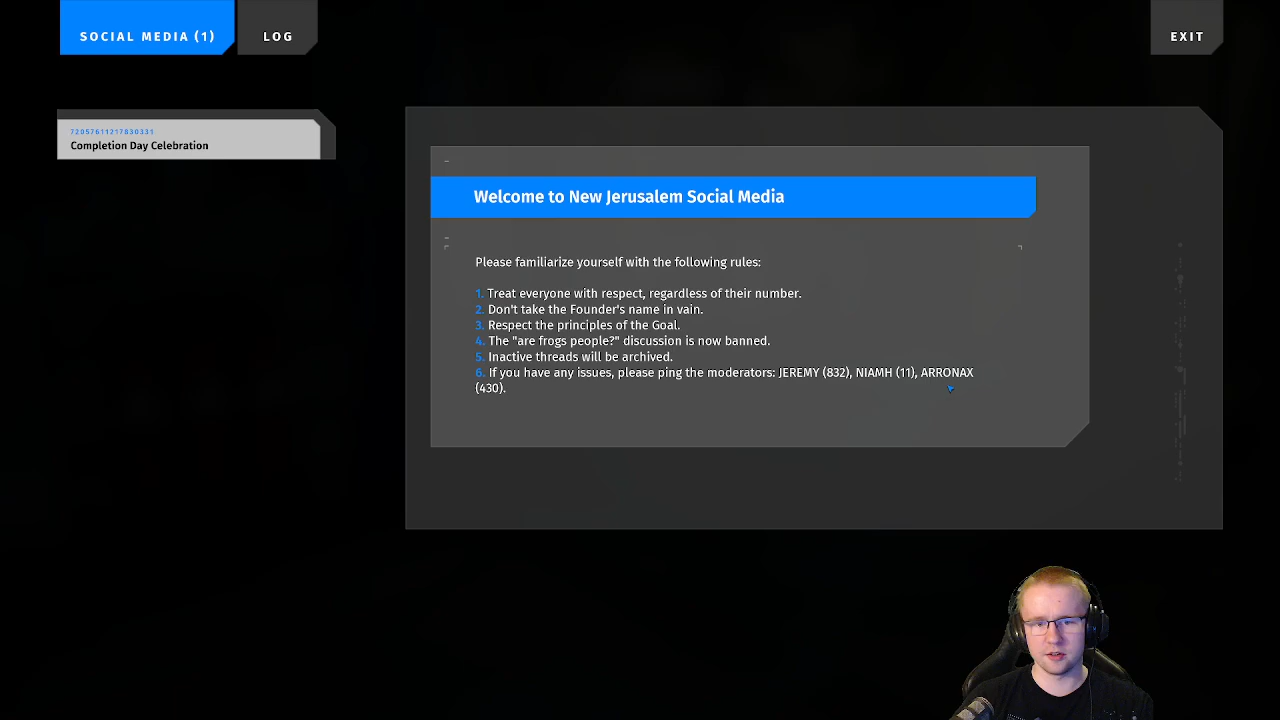 SOCIAL MEDIA (1)
LOG
EXIT
72057611217830331
Completion Day Celebration
Welcome to New Jerusalem Social Media
Please familiarize yourself with the following rules:
1. Treat everyone with respect, regardless of their number.
2. Don't take the Founder's name in vain.
3. Respect the principles of the Goal.
4. The "are frogs people?" discussion is now banned.
5. Inactive threads will be archived.
6. If you have any issues, please ping the moderators: JEREMY (832), NIAMH (11), ARRONAX
(430).